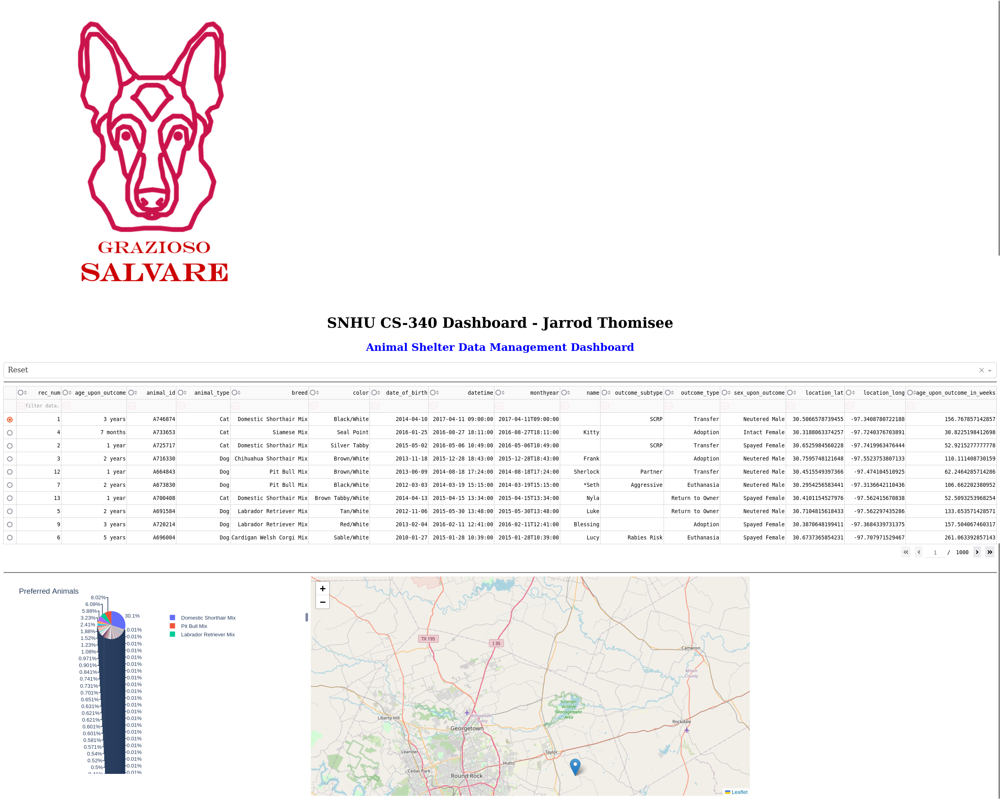 GRAZIOSO
SALVARE
SNHU CS-340 Dashboard - Jarrod Thomisee
Animal Shelter Data Management Dashboard
Reset
rec_num age_upon_outcome animal_id animal_type breed color date_of_birth datetime monthyear name outcome_subtype outcome_type sex_upon_outcome location_lat location_long age_upon_outcome_in_weeks
filter data.
1 3 years A746874 Cat Domestic Shorthair Mix Black/White 2014-04-10 2017-04-11 09:00:00 2017-04-11T09:00:00 SCRP Transfer Neutered Male 30.5066578739455 -97.3408780722188 156.767857142857
4 7 months A733653 Cat Siamese Mix Seal Point 2016-01-25 2016-08-27 18:11:00 2016-08-27T18:11:00 Kitty Adoption Intact Female 30.3188063374257 -97.7240376703891 30.8225198412698
2 1 year A725717 Cat Domestic Shorthair Mix Silver Tabby 2015-05-02 2016-05-06 10:49:00 2016-05-06T10:49:00 SCRP Transfer Spayed Female 30.6525984560228 -97.7419963476444 52.9215277777778
3 2 years A716330 Dog Chihuahua Shorthair Mix Brown/White 2013-11-18 2015-12-28 18:43:00 2015-12-28T18:43:00 Frank Adoption Neutered Male 30.7595748121648 -97.5523753807133 110.111408730159
12 1 year A664843 Dog Pit Bull Mix Brown/White 2013-06-09 2014-08-18 17:24:00 2014-08-18T17:24:00 Sherlock Partner Transfer Neutered Male 30.4515549397366 -97.474104510925 62.2464285714286
7 2 years A673830 Dog Pit Bull Mix Black/White 2012-03-03 2014-03-19 15:15:00 2014-03-19T15:15:00 *Seth Aggressive Euthanasia Neutered Male 30.2954256583441 -97.3136642110436 106.662202380952
13 1 year A700408 Cat Domestic Shorthair Mix Brown Tabby/White 2014-04-13 2015-04-15 13:34:00 2015-04-15T13:34:00 Nyla Return to Owner Spayed Female 30.4101154527976 -97.562415670838 52.5093253968254
5 2 years A691584 Dog Labrador Retriever Mix Tan/White 2012-11-06 2015-05-30 13:48:00 2015-05-30T13:48:00 Luke Return to Owner Neutered Male 30.7104815618433 -97.562297435286 133.653571428571
9 3 years A720214 Dog Labrador Retriever Mix Red/White 2013-02-04 2016-02-11 12:41:00 2016-02-11T12:41:00 Blessing Adoption Spayed Female 30.3870648199411 -97.3684339731375 157.504067460317
6 5 years A696004 Dog Cardigan Welsh Corgi Mix Sable/White 2010-01-27 2015-01-28 10:39:00 2015-01-28T10:39:00 Lucy Rabies Risk Euthanasia Spayed Female 30.6737365854231 -97.707971529467 261.063392857143
1 / 1000
Preferred Animals
8.02%
6.09%
5.88%
30.1%
3.23%
2.41%
1.88% 0.01%
1.52% 0.01%
1.23% 0.01%
1.08% 0.01%
0.971% 0.01%
0.901% 0.01%
0.841% 0.01%
0.741% 0.01%
0.731% 0.01%
0.701% 0.01%
0.651% 0.01%
0.631% 0.01%
0.621% 0.01%
0.621% 0.01%
0.601% 0.01%
0.601% 0.01%
0.581% 0.01%
0.571% 0.01%
0.54% 0.01%
0.52% 0.01%
0.5% 0.01%
0.41% 0.01%
Domestic Shorthair Mix
Pit Bull Mix
Labrador Retriever Mix
+
−
TX 195
I 35
Cameron
Milam
County
Granger
Wildlife
Management
Area
Liberty Hill
Williamson
County
Georgetown
Rockdale
Leander
Taylor
Hutto
Cedar Park
Round Rock
Leaflet